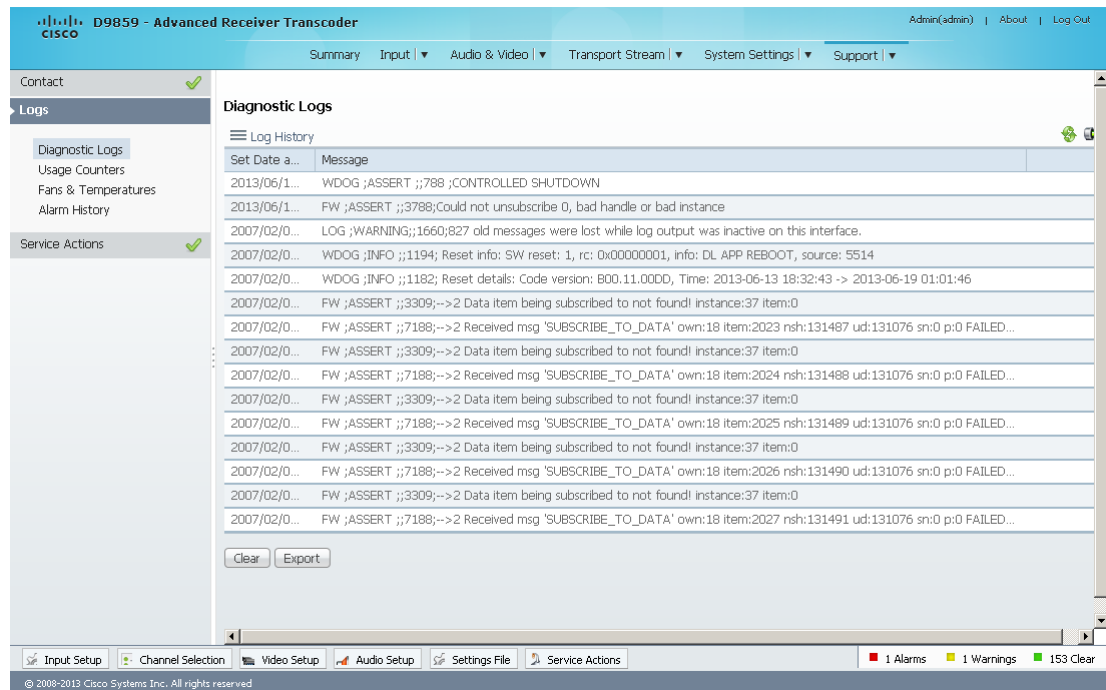 CISCO
D9859 - Advanced Receiver Transcoder
Admin(admin) | About | Log Out
Summary Input | ▼ Audio & Video | ▼ Transport Stream | ▼ System Settings | ▼ Support | ▼
Contact
Logs
Diagnostic Logs
Usage Counters
Fans & Temperatures
Alarm History
Service Actions
Diagnostic Logs
Log History
Set Date a... Message
2013/06/1... WDOG ;ASSERT ;;788 ;CONTROLLED SHUTDOWN
2013/06/1... FW ;ASSERT ;;3788;Could not unsubscribe 0, bad handle or bad instance
2007/02/0... LOG ;WARNING;;1660;827 old messages were lost while log output was inactive on this interface.
2007/02/0... WDOG ;INFO ;;1194; Reset info: SW reset: 1, rc: 0x00000001, info: DL APP REBOOT, source: 5514
2007/02/0... WDOG ;INFO ;;1182; Reset details: Code version: B00.11.00DD, Time: 2013-06-13 18:32:43 -> 2013-06-19 01:01:46
2007/02/0... FW ;ASSERT ;;3309;-->2 Data item being subscribed to not found! instance:37 item:0
2007/02/0... FW ;ASSERT ;;7188;-->2 Received msg 'SUBSCRIBE_TO_DATA' own:18 item:2023 nsh:131487 ud:131076 sn:0 p:0 FAILED...
2007/02/0... FW ;ASSERT ;;3309;-->2 Data item being subscribed to not found! instance:37 item:0
2007/02/0... FW ;ASSERT ;;7188;-->2 Received msg 'SUBSCRIBE_TO_DATA' own:18 item:2024 nsh:131488 ud:131076 sn:0 p:0 FAILED...
2007/02/0... FW ;ASSERT ;;3309;-->2 Data item being subscribed to not found! instance:37 item:0
2007/02/0... FW ;ASSERT ;;7188;-->2 Received msg 'SUBSCRIBE_TO_DATA' own:18 item:2025 nsh:131489 ud:131076 sn:0 p:0 FAILED...
2007/02/0... FW ;ASSERT ;;3309;-->2 Data item being subscribed to not found! instance:37 item:0
2007/02/0... FW ;ASSERT ;;7188;-->2 Received msg 'SUBSCRIBE_TO_DATA' own:18 item:2026 nsh:131490 ud:131076 sn:0 p:0 FAILED...
2007/02/0... FW ;ASSERT ;;3309;-->2 Data item being subscribed to not found! instance:37 item:0
2007/02/0... FW ;ASSERT ;;7188;-->2 Received msg 'SUBSCRIBE_TO_DATA' own:18 item:2027 nsh:131491 ud:131076 sn:0 p:0 FAILED...
Clear Export
Input Setup Channel Selection Video Setup Audio Setup Settings File Service Actions 1 Alarms 1 Warnings 153 Clear
© 2008-2013 Cisco Systems Inc. All rights reserved